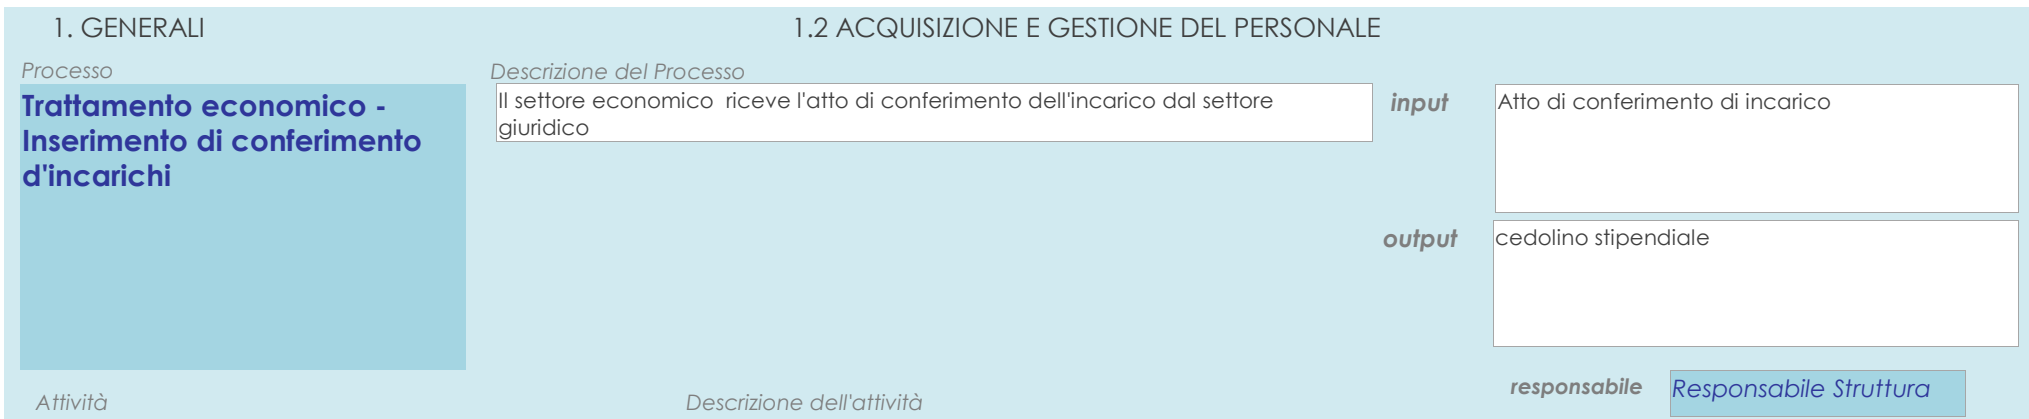 1. GENERALI
1.2 ACQUISIZIONE E GESTIONE DEL PERSONALE
Processo
Trattamento economico -
Inserimento di conferimento
d'incarichi
Descrizione del Processo
Il settore economico  riceve l'atto di conferimento dell'incarico dal settore
giuridico
input
Atto di conferimento di incarico
output
cedolino stipendiale
responsabile
Responsabile Struttura
Attività
Descrizione dell'attività